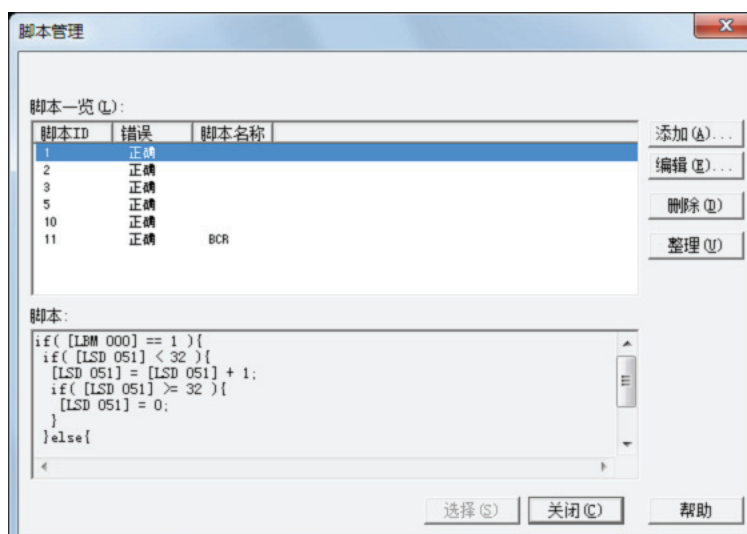 脚本管理
脚本一览(L):
脚本ID 错误 脚本名称
1 正确
2 正确
3 正确
5 正确
10 正确
11 正确 BCR
添加(A)...
编辑(E)...
删除(D)
整理(U)
脚本:
if( [LBM 000] == 1 ){
if( [LSD 051] < 32 ){
[LSD 051] = [LSD 051] + 1;
if( [LSD 051] >= 32 ){
[LSD 051] = 0;
}
}else{
选择(S) 关闭(C) 帮助